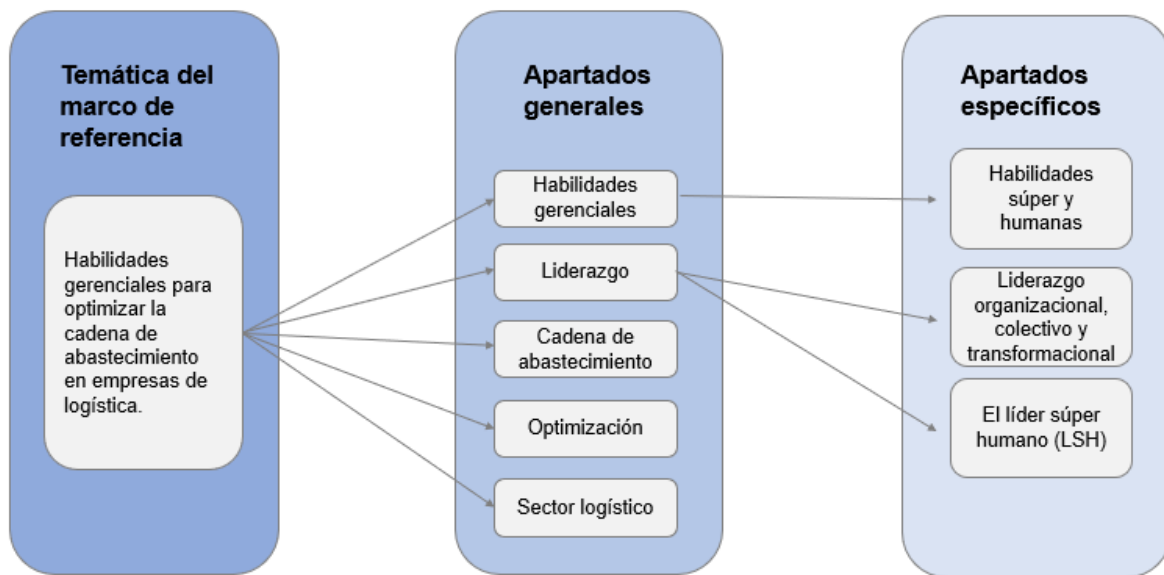 Temática del
marco de
referencia
Habilidades
gerenciales para
optimizar la
cadena de
abastecimiento
en empresas de
logística.
Apartados
generales
Habilidades
gerenciales
Liderazgo
Cadena de
abastecimiento
Optimización
Sector logístico
Apartados
específicos
Habilidades
súper y
humanas
Liderazgo
organizacional,
colectivo y
transformacional
El líder súper
humano (LSH)